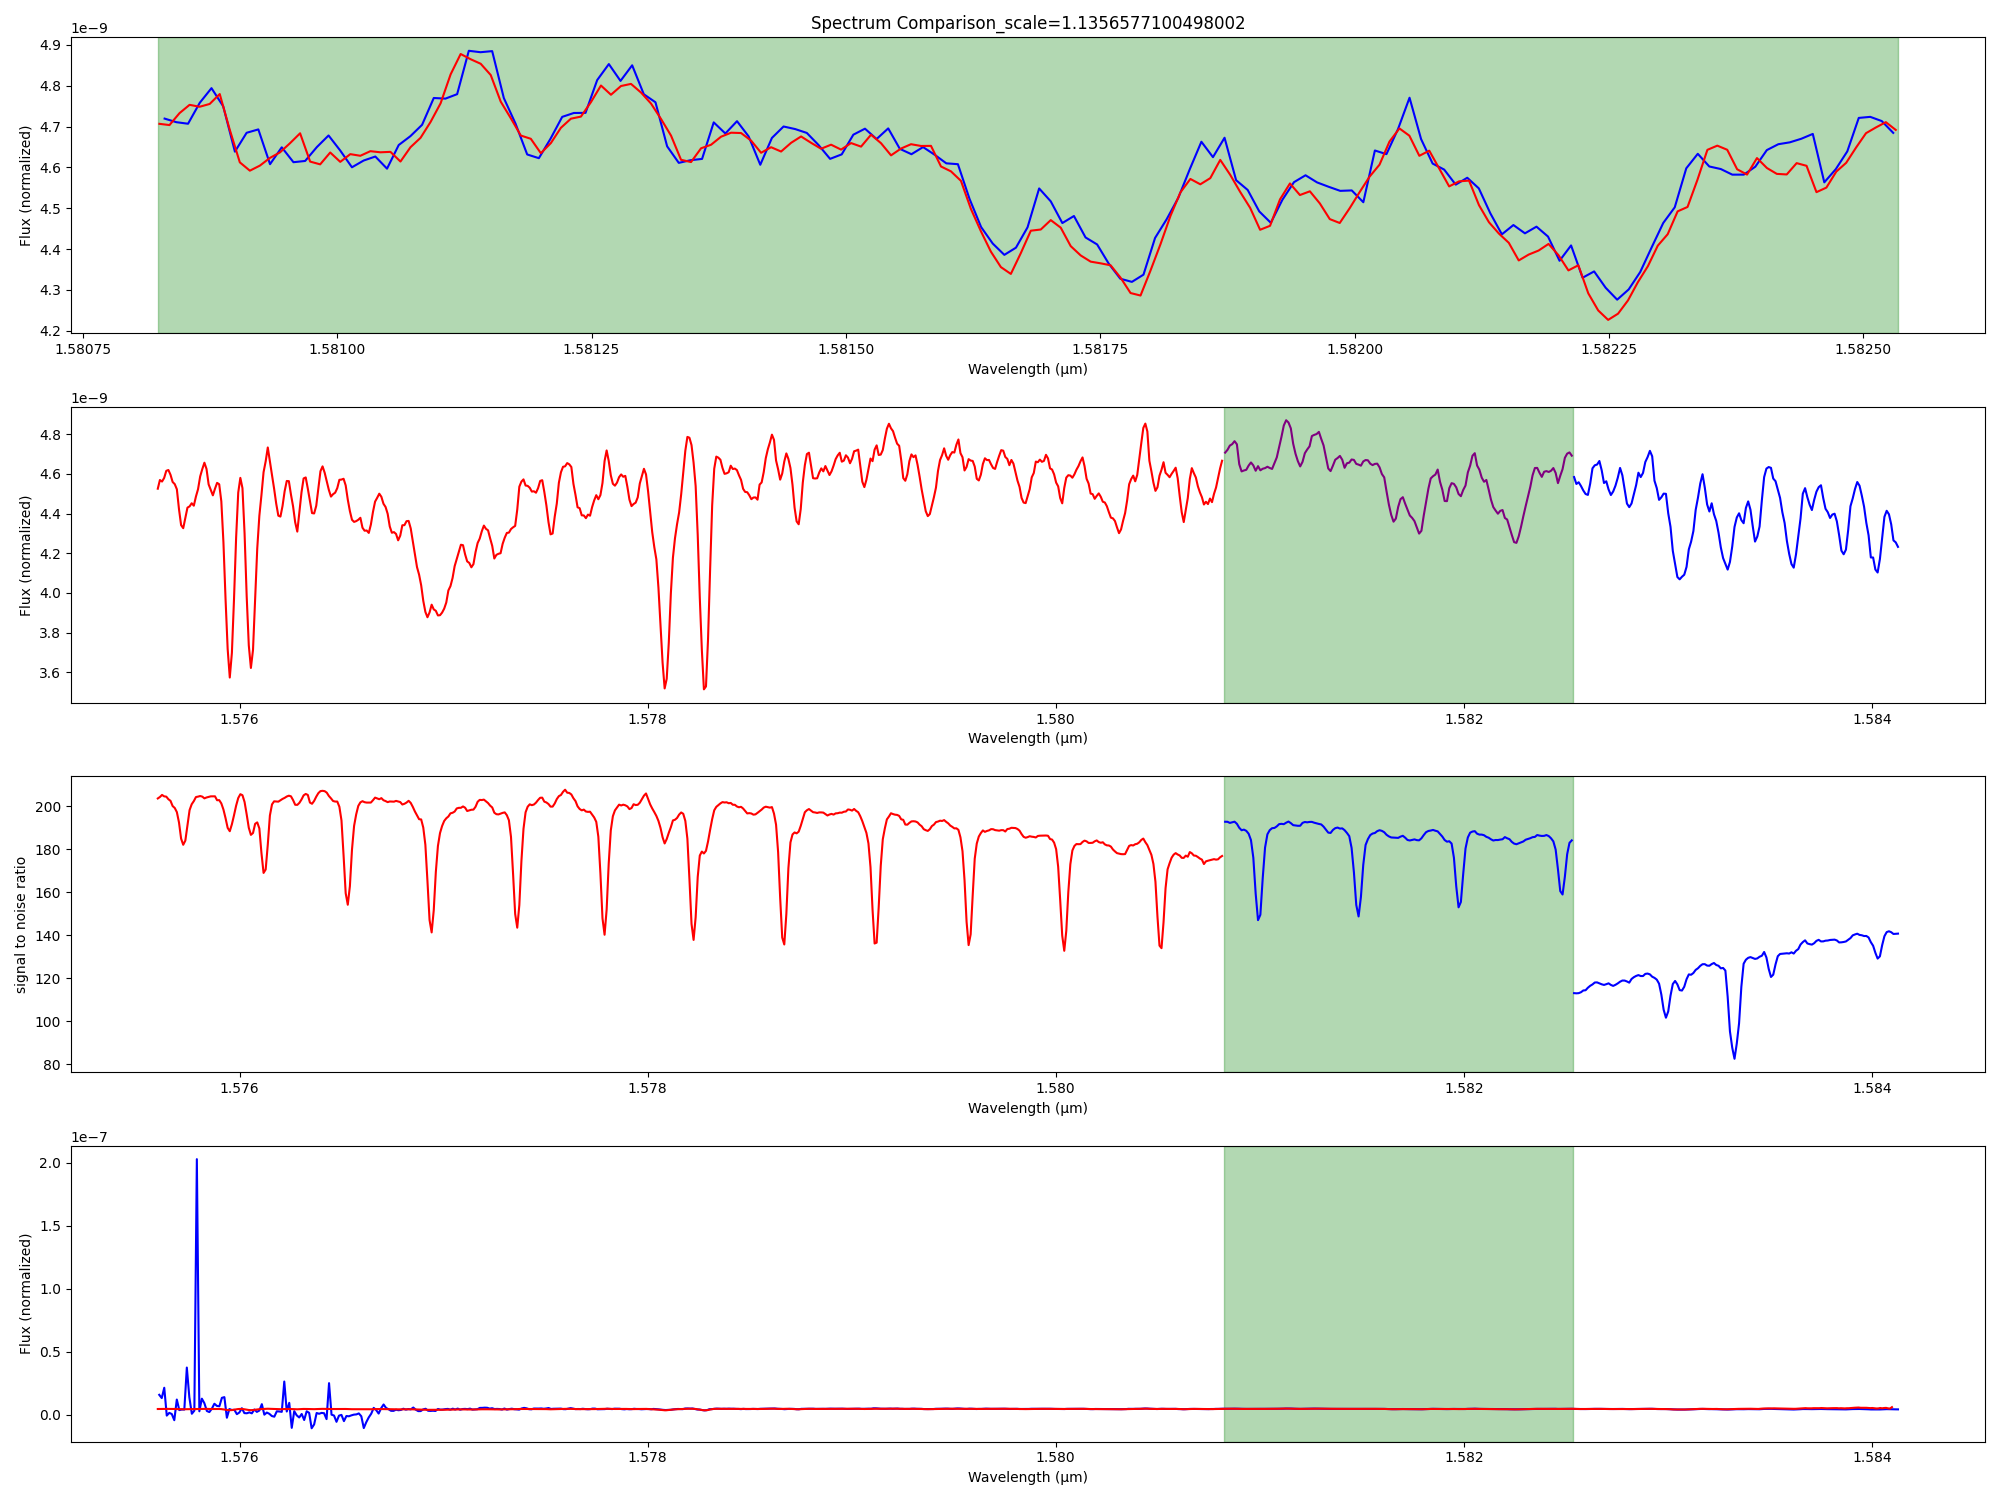 Spectrum Comparison_scale=1.1356577100498002
1e−9
4.9
4.8
4.7
4.6
4.5
4.4
4.3
4.2
Flux (normalized)
1.58075 1.58100 1.58125 1.58150 1.58175 1.58200 1.58225 1.58250
Wavelength (μm)
1e−9
4.8
4.6
4.4
4.2
4.0
3.8
3.6
Flux (normalized)
1.576 1.578 1.580 1.582 1.584
Wavelength (μm)
200
180
160
140
120
100
80
signal to noise ratio
1.576 1.578 1.580 1.582 1.584
Wavelength (μm)
1e−7
2.0
1.5
1.0
0.5
0.0
Flux (normalized)
1.576 1.578 1.580 1.582 1.584
Wavelength (μm)